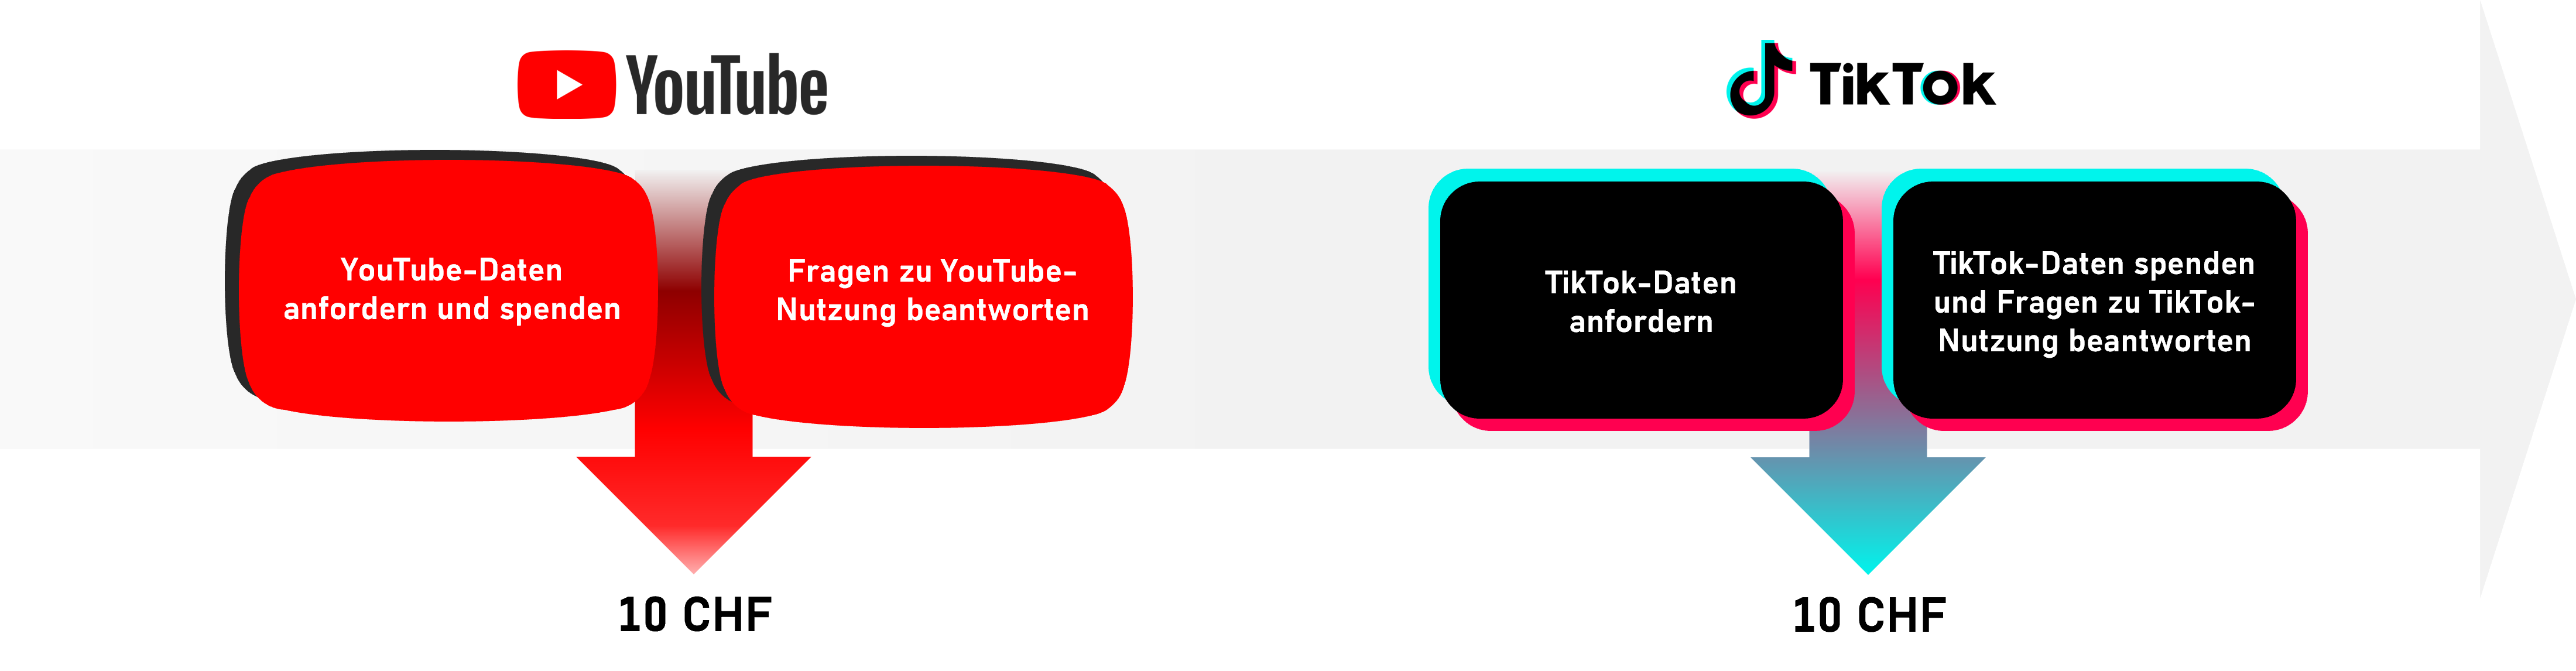 YouTube
TikTok
YouTube-Daten
anfordern und spenden
Fragen zu YouTube-
Nutzung beantworten
TikTok-Daten
anfordern
TikTok-Daten spenden
und Fragen zu TikTok-
Nutzung beantworten
10 CHF
10 CHF